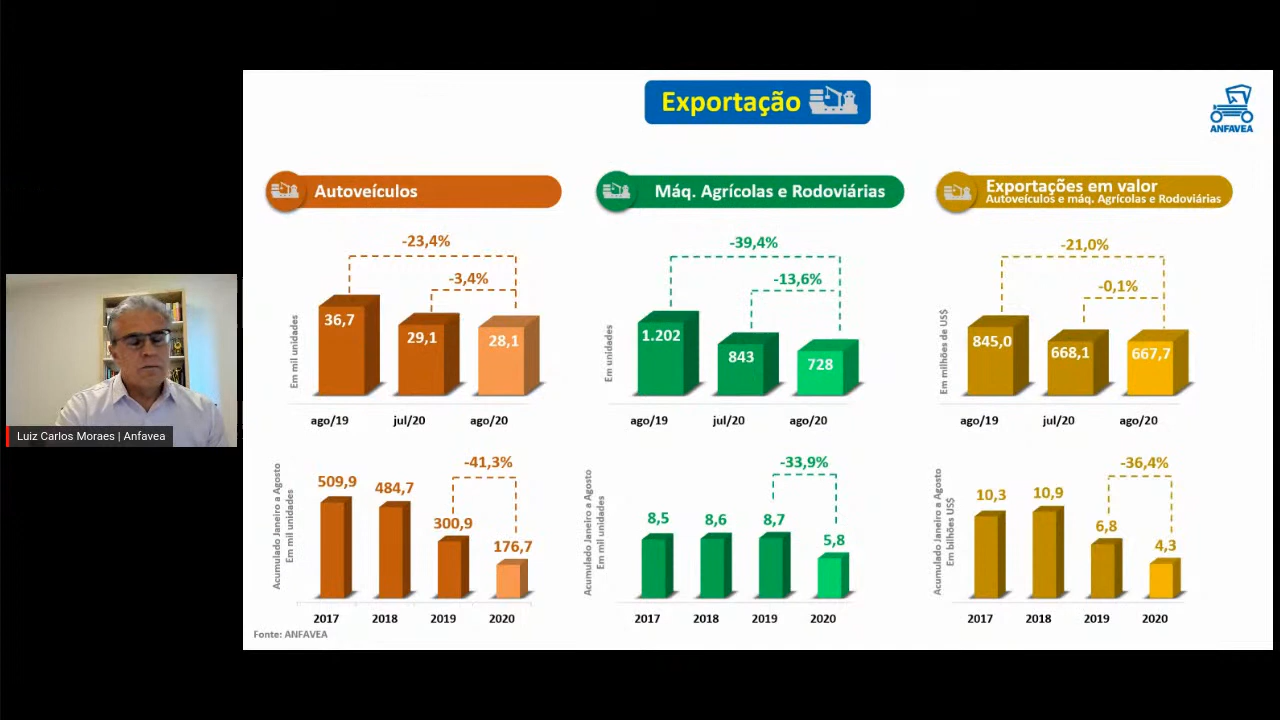 Exportação
ANFAVEA
Autoveículos
Máq. Agrícolas e Rodoviárias
Exportações em valor
Autoveículos e máq. Agrícolas e Rodoviárias
Em mil unidades
-23,4%
-3,4%
36,7
29,1
28,1
ago/19
jul/20
ago/20
Em unidades
-39,4%
-13,6%
1.202
843
728
ago/19
jul/20
ago/20
Em milhões de US$
-21,0%
-0,1%
845,0
668,1
667,7
ago/19
jul/20
ago/20
Luiz Carlos Moraes | Anfavea
Acumulado Janeiro a Agosto
Em mil unidades
-41,3%
509,9
484,7
300,9
176,7
2017
2018
2019
2020
Acumulado Janeiro a Agosto
Em mil unidades
-33,9%
8,5
8,6
8,7
5,8
2017
2018
2019
2020
Acumulado Janeiro a Agosto
Em bilhões US$
-36,4%
10,3
10,9
6,8
4,3
2017
2018
2019
2020
Fonte: ANFAVEA